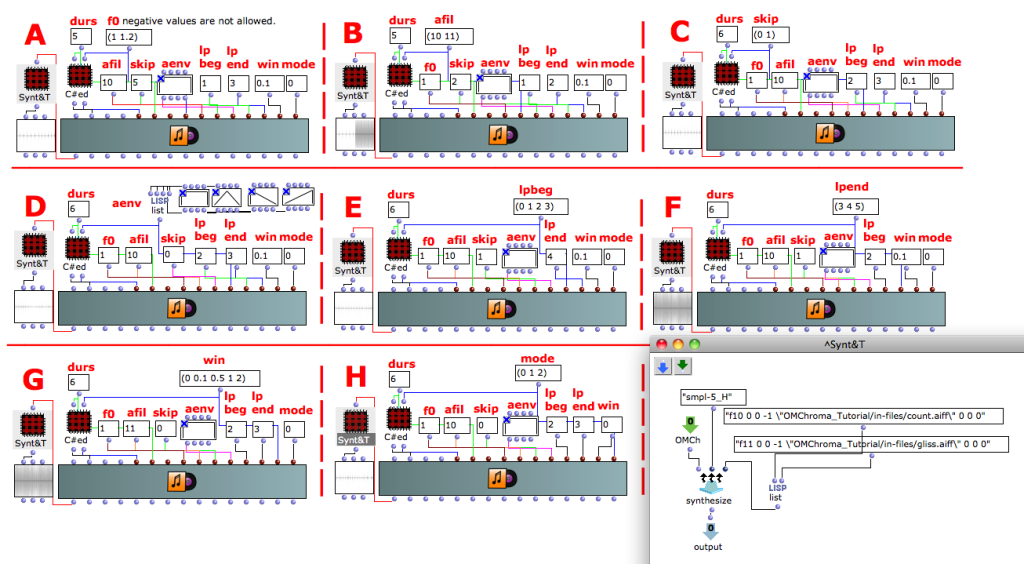 A
durs
f0 negative values are not allowed.
5
(1 1.2)
afil skip aenv
lp beg
lp end
win mode
10
5
1
3
0.1
0
Synt&T
C#ed
B
durs
afil
5
(10 11)
f0
skip aenv
lp beg
lp end
win mode
1
2
1
2
0.1
0
Synt&T
C#ed
C
durs skip
6
(0 1)
f0 afil aenv
lp beg
lp end
win mode
1
10
2
3
0.1
0
Synt&T
C#ed
D
durs
aenv
6
LISP
list
f0 afil skip
lp beg
lp end
win mode
1
10
0
2
3
0.1
0
Synt&T
C#ed
E
durs
lpbeg
6
(0 1 2 3)
f0 afil skip aenv
lp end
win mode
1
10
1
4
0.1
0
Synt&T
C#ed
F
durs
lpend
6
(3 4 5)
f0 afil skip aenv
lp beg
win mode
1
10
1
2
0.1
0
Synt&T
C#ed
G
durs
win
6
(0 0.1 0.5 1 2)
f0 afil skip aenv
lp beg
lp end
mode
1
11
0
2
3
0
Synt&T
C#ed
H
durs
mode
6
(0 1 2)
f0 afil skip aenv
lp beg
lp end
win
1
10
0
2
3
0
Synt&T
C#ed
^Synt&T
"smpl-5_H"
"f10 0 0 -1 \"OMChroma_Tutorial/in-files/count.aiff\" 0 0 0"
0
OMCh
"f11 0 0 -1 \"OMChroma_Tutorial/in-files/gliss.aiff\" 0 0 0"
synthesize
LISP
list
0
output